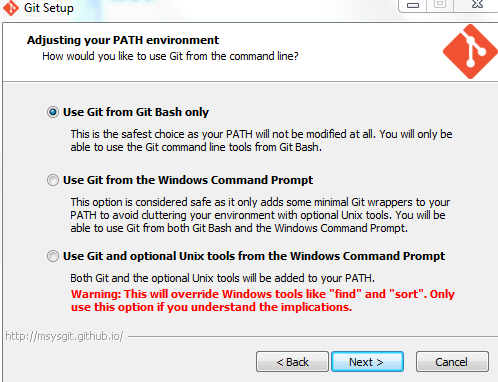 Git Setup
Adjusting your PATH environment
How would you like to use Git from the command line?
Use Git from Git Bash only
This is the safest choice as your PATH will not be modified at all. You will only
be able to use the Git command line tools from Git Bash.
Use Git from the Windows Command Prompt
This option is considered safe as it only adds some minimal Git wrappers to your
PATH to avoid cluttering your environment with optional Unix tools. You will be
able to use Git from both Git Bash and the Windows Command Prompt.
Use Git and optional Unix tools from the Windows Command Prompt
Both Git and the optional Unix tools will be added to your PATH.
Warning: This will override Windows tools like "find" and "sort". Only
use this option if you understand the implications.
http://msysgit.github.io/
< Back
Next >
Cancel